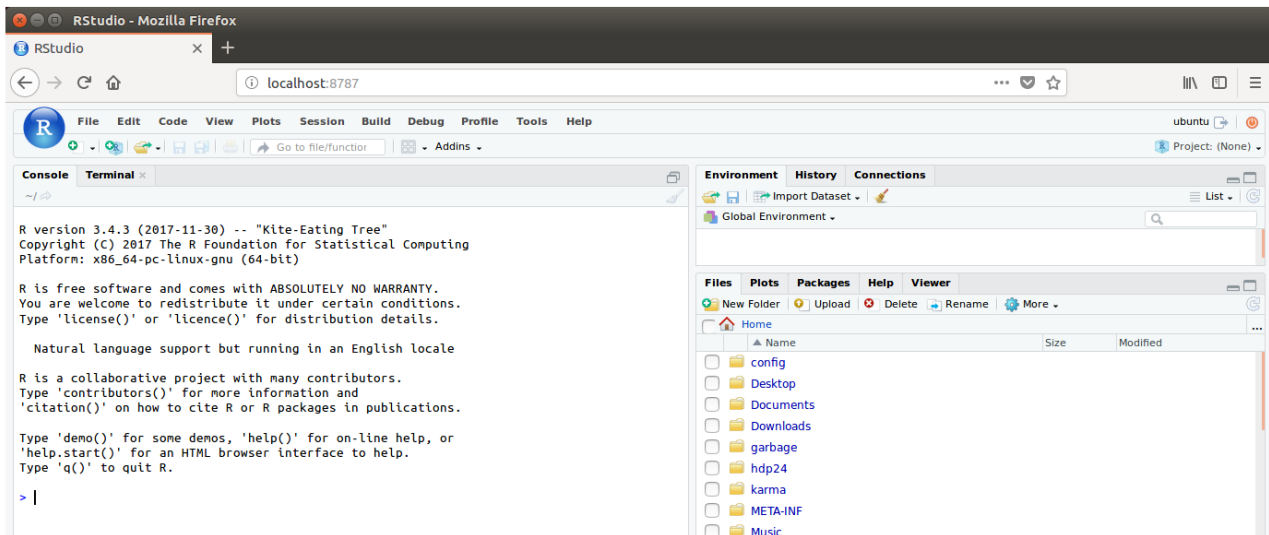 RStudio - Mozilla Firefox
RStudio
localhost:8787
R
File Edit Code View Plots Session Build Debug Profile Tools Help
ubuntu
Go to file/function
Addins
Project: (None)
Console Terminal
~/
R version 3.4.3 (2017-11-30) -- "Kite-Eating Tree"
Copyright (C) 2017 The R Foundation for Statistical Computing
Platform: x86_64-pc-linux-gnu (64-bit)
R is free software and comes with ABSOLUTELY NO WARRANTY.
You are welcome to redistribute it under certain conditions.
Type 'license()' or 'licence()' for distribution details.
Natural language support but running in an English locale
R is a collaborative project with many contributors.
Type 'contributors()' for more information and
'citation()' on how to cite R or R packages in publications.
Type 'demo()' for some demos, 'help()' for on-line help, or
'help.start()' for an HTML browser interface to help.
Type 'q()' to quit R.
>
Environment History Connections
Import Dataset
List
Global Environment
Files Plots Packages Help Viewer
New Folder Upload Delete Rename More
Home
...
Name Size Modified
config
Desktop
Documents
Downloads
garbage
hdp24
karma
META-INF
Music